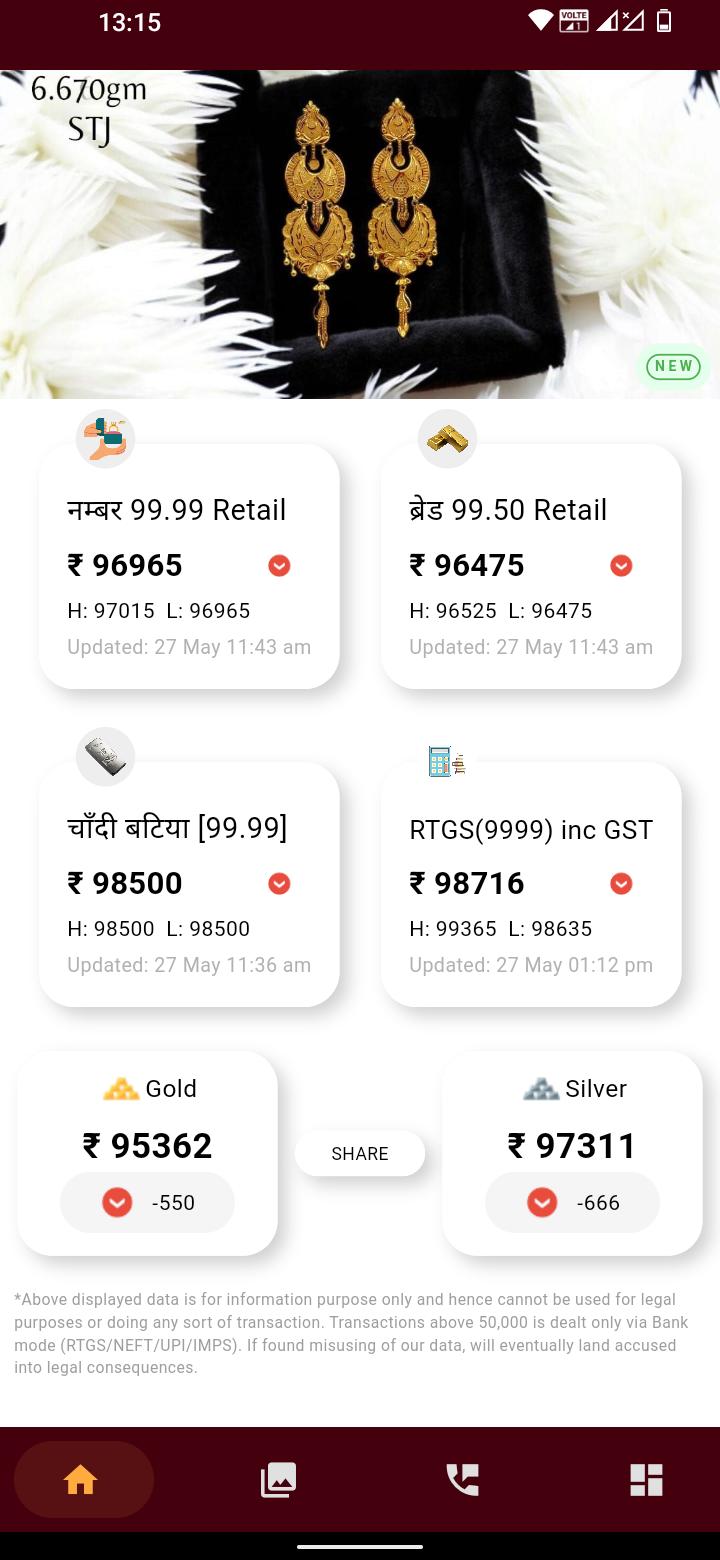 13:15
VOLTE
1
6.670gm
STJ
NEW
नम्बर 99.99 Retail
₹ 96965
H: 97015 L: 96965
Updated: 27 May 11:43 am
ब्रेड 99.50 Retail
₹ 96475
H: 96525 L: 96475
Updated: 27 May 11:43 am
चाँदी बटिया [99.99]
₹ 98500
H: 98500 L: 98500
Updated: 27 May 11:36 am
RTGS(9999) inc GST
₹ 98716
H: 99365 L: 98635
Updated: 27 May 01:12 pm
Gold
₹ 95362
-550
SHARE
Silver
₹ 97311
-666
*Above displayed data is for information purpose only and hence cannot be used for legal
purposes or doing any sort of transaction. Transactions above 50,000 is dealt only via Bank
mode (RTGS/NEFT/UPI/IMPS). If found misusing of our data, will eventually land accused
into legal consequences.